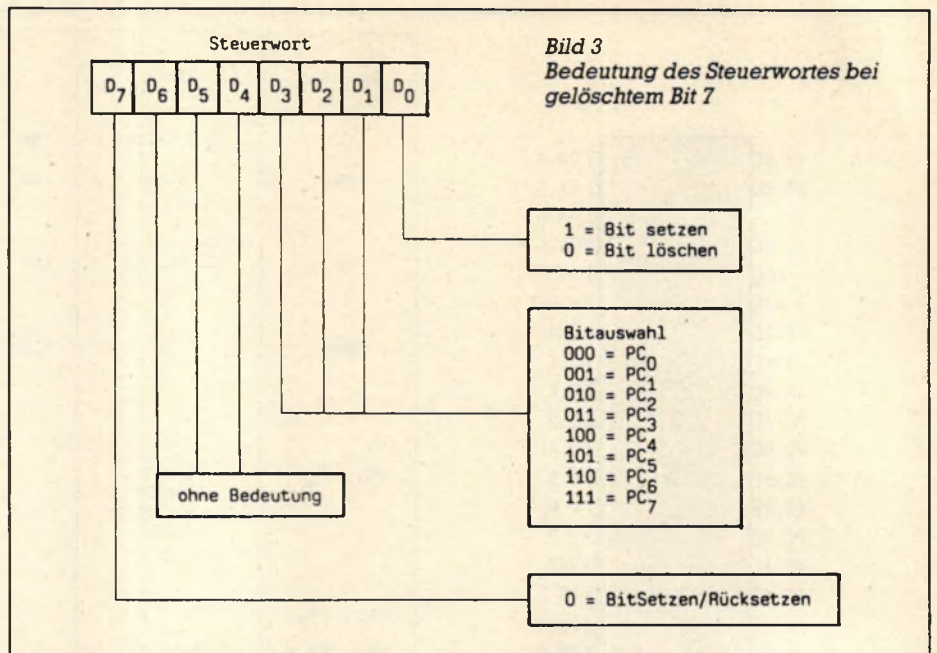 Steuerwort
D7 D6 D5 D4 D3 D2 D1 D0
Bild 3
Bedeutung des Steuerwortes bei
gelöschtem Bit 7
1 = Bit setzen
0 = Bit löschen
Bitauswahl
000 = PC0
001 = PC1
010 = PC2
011 = PC3
100 = PC4
101 = PC5
110 = PC6
111 = PC7
ohne Bedeutung
0 = BitSetzen/Rücksetzen